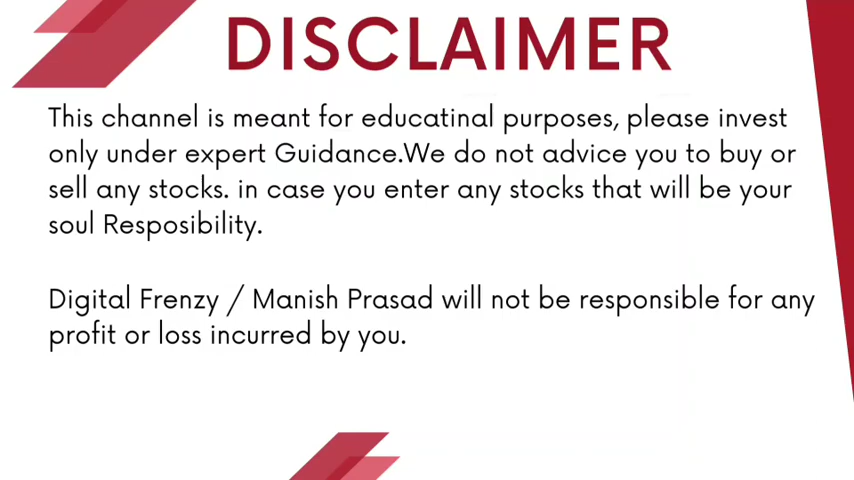 DISCLAIMER
This channel is meant for educatinal purposes, please invest
only under expert Guidance.We do not advice you to buy or
sell any stocks. in case you enter any stocks that will be your
soul Resposibility.
Digital Frenzy / Manish Prasad will not be responsible for any
profit or loss incurred by you.